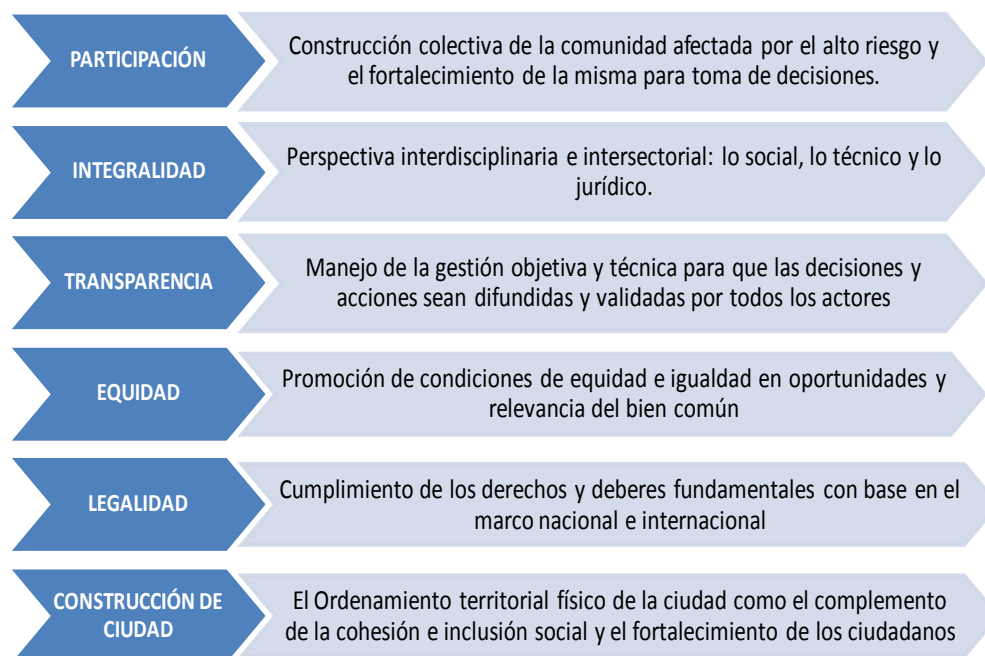 PARTICIPACIÓN
Construcción colectiva de la comunidad afectada por el alto riesgo y
el fortalecimiento de la misma para toma de decisiones.
INTEGRALIDAD
Perspectiva interdisciplinaria e intersectorial: lo social, lo técnico y lo
jurídico.
TRANSPARENCIA
Manejo de la gestión objetiva y técnica para que las decisiones y
acciones sean difundidas y validadas por todos los actores
EQUIDAD
Promoción de condiciones de equidad e igualdad en oportunidades y
relevancia del bien común
LEGALIDAD
Cumplimiento de los derechos y deberes fundamentales con base en el
marco nacional e internacional
CONSTRUCCIÓN DE
CIUDAD
El Ordenamiento territorial físico de la ciudad como el complemento
de la cohesión e inclusión social y el fortalecimiento de los ciudadanos